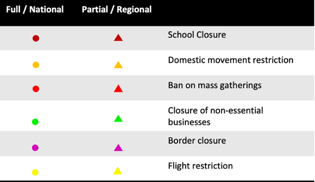 Full / National Partial / Regional
School Closure
Domestic movement restriction
Ban on mass gatherings
Closure of non-essential
businesses
Border closure
Flight restriction